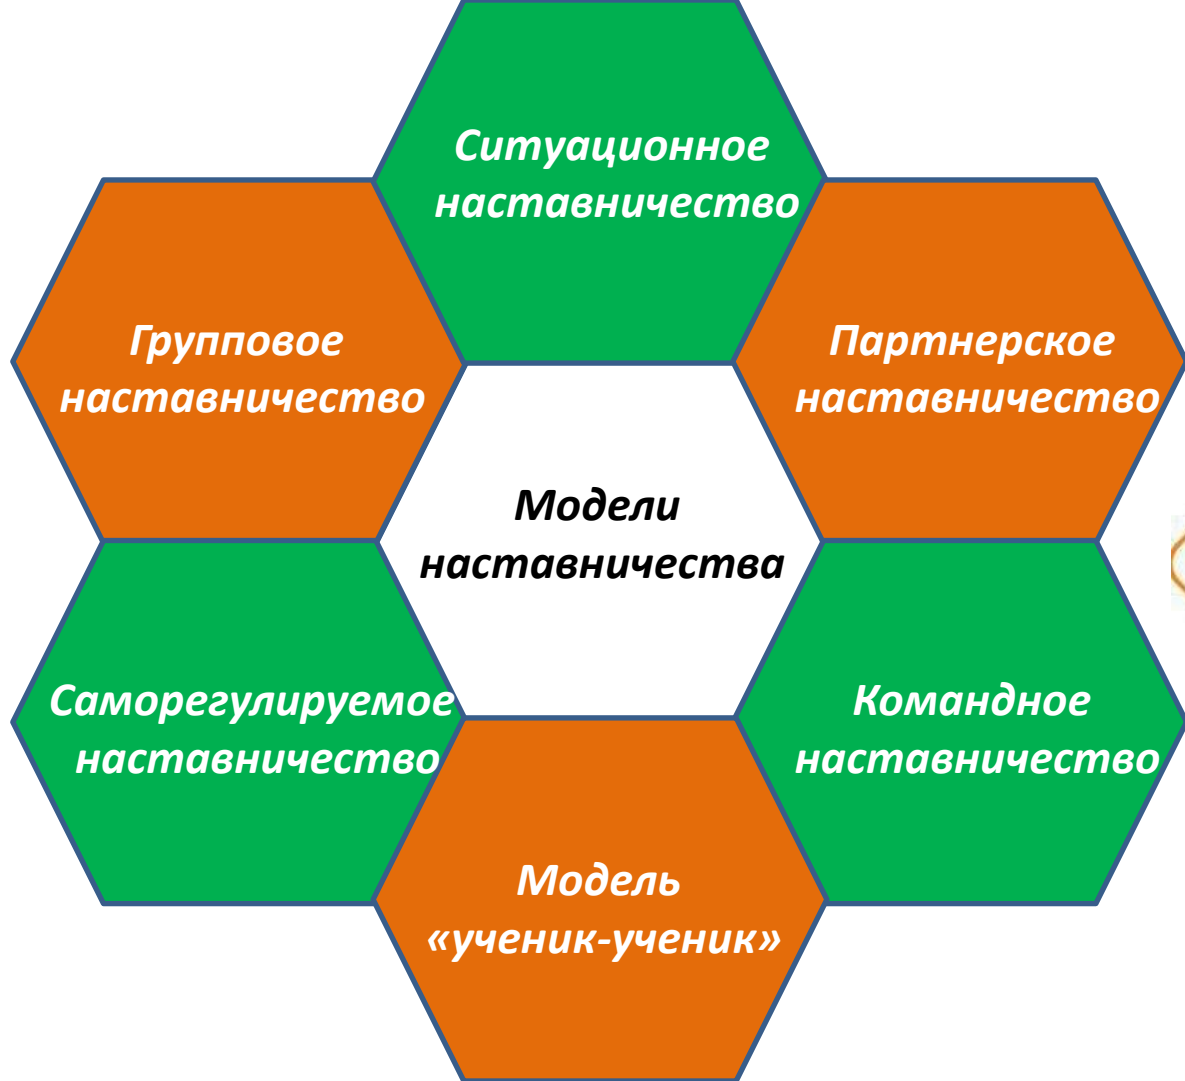 Ситуационное
наставничество
Групповое
наставничество
Партнерское
наставничество
Модели
наставничества
Саморегулируемое
наставничество
Командное
наставничество
Модель
«ученик-ученик»